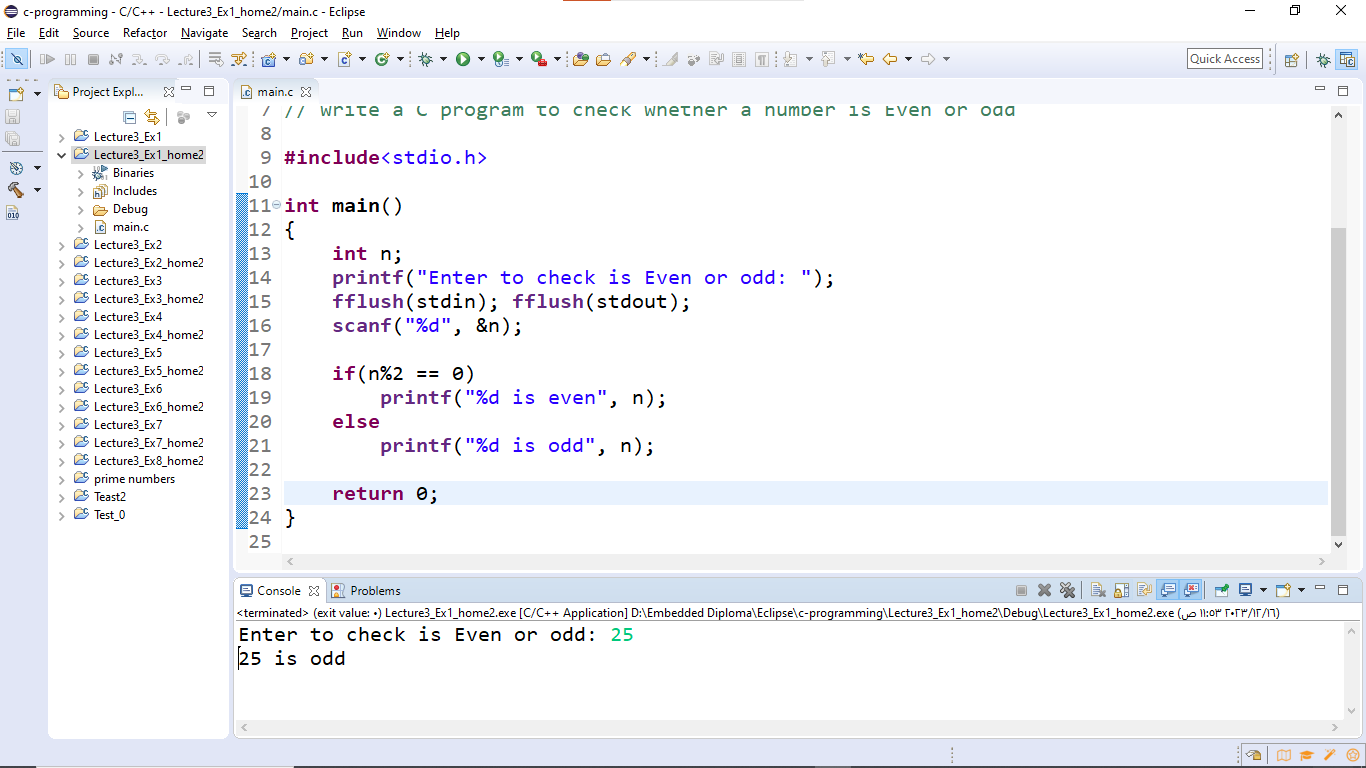 c-programming - C/C++ - Lecture3_Ex1_home2/main.c - Eclipse
File Edit Source Refactor Navigate Search Project Run Window Help
Quick Access
Project Expl...
Lecture3_Ex1
Lecture3_Ex1_home2
Binaries
Includes
Debug
main.c
Lecture3_Ex2
Lecture3_Ex2_home2
Lecture3_Ex3
Lecture3_Ex3_home2
Lecture3_Ex4
Lecture3_Ex4_home2
Lecture3_Ex5
Lecture3_Ex5_home2
Lecture3_Ex6
Lecture3_Ex6_home2
Lecture3_Ex7
Lecture3_Ex7_home2
Lecture3_Ex8_home2
prime numbers
Teast2
Test_0
main.c
7 // Write a C program to check whether a number is Even or odd
8
9 #include<stdio.h>
10
11 int main()
12 {
13     int n;
14     printf("Enter to check is Even or odd: ");
15     fflush(stdin); fflush(stdout);
16     scanf("%d", &n);
17
18     if(n%2 == 0)
19         printf("%d is even", n);
20     else
21         printf("%d is odd", n);
22
23     return 0;
24 }
25
Console Problems
<terminated> (exit value: ٠) Lecture3_Ex1_home2.exe [C/C++ Application] D:\Embedded Diploma\Eclipse\c-programming\Lecture3_Ex1_home2\Debug\Lecture3_Ex1_home2.exe (ص ١١:٥٣ ٢٠٢٣/١٢/١٦)
Enter to check is Even or odd: 25
25 is odd